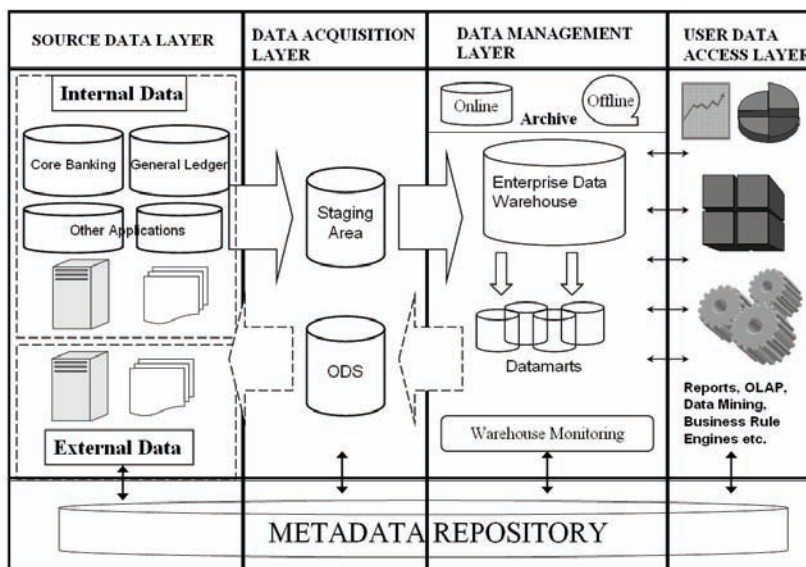 SOURCE DATA LAYER
DATA ACQUISITION
LAYER
DATA MANAGEMENT
LAYER
USER DATA
ACCESS LAYER
Internal Data
Core Banking
General Ledger
Other Applications
External Data
Staging
Area
ODS
Online
Offline
Archive
Enterprise Data
Warehouse
Datamarts
Warehouse Monitoring
Reports, OLAP,
Data Mining,
Business Rule
Engines etc.
METADATA REPOSITORY